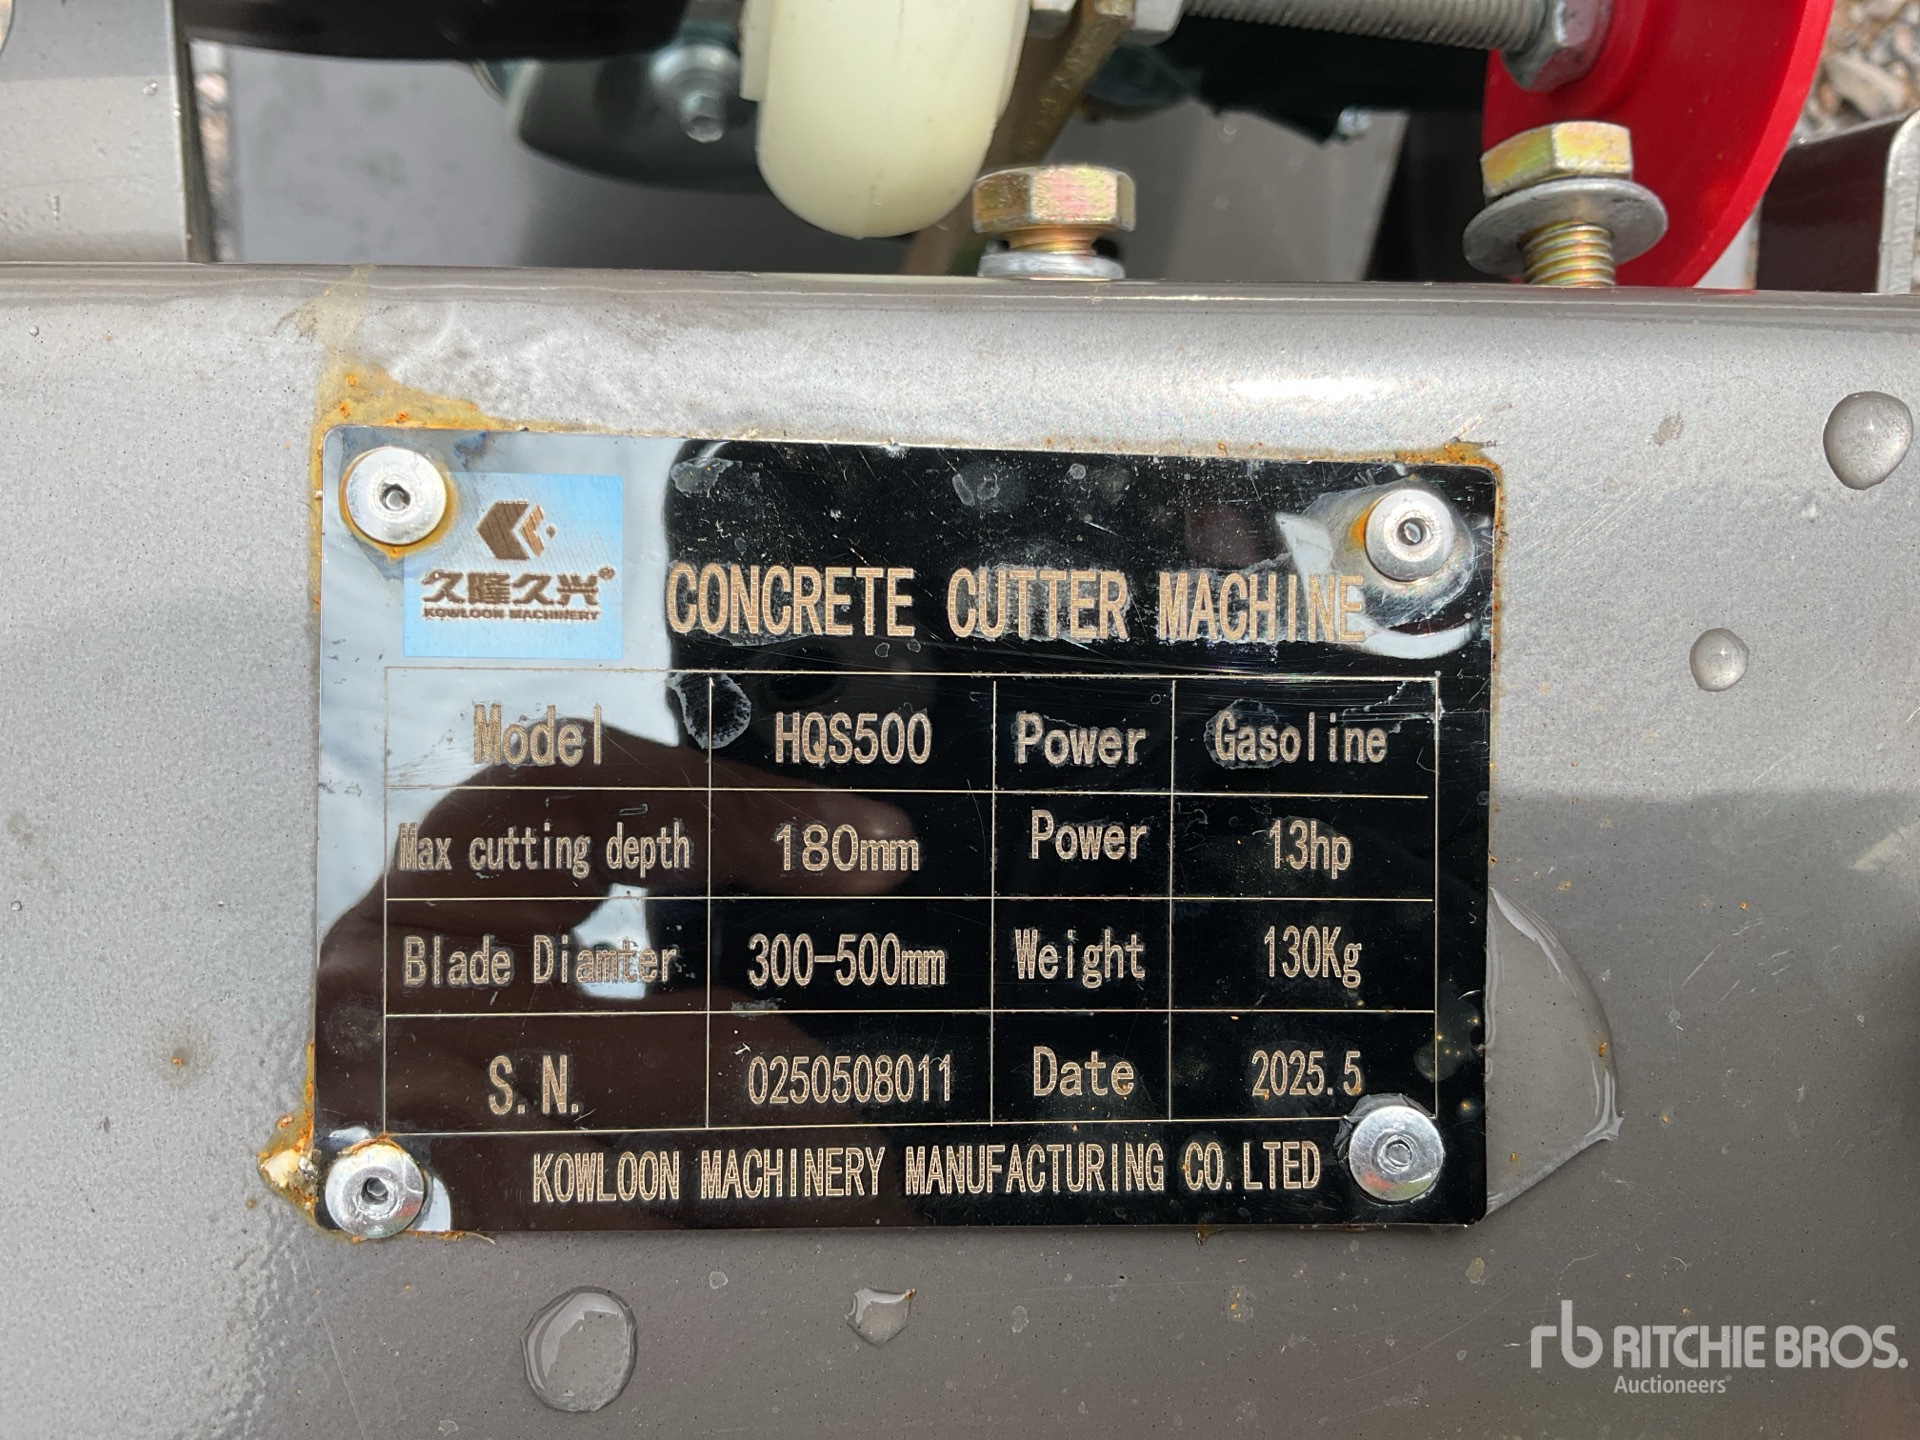 久隆久兴®
KOWLOON MACHINERY
CONCRETE CUTTER MACHINE
Model HQS500 Power Gasoline
Max cutting depth 180mm Power 13hp
Blade Diamter 300-500mm Weight 130Kg
S.N. 0250508011 Date 2025.5
KOWLOON MACHINERY MANUFACTURING CO.LTED
rb RITCHIE BROS.
Auctioneers